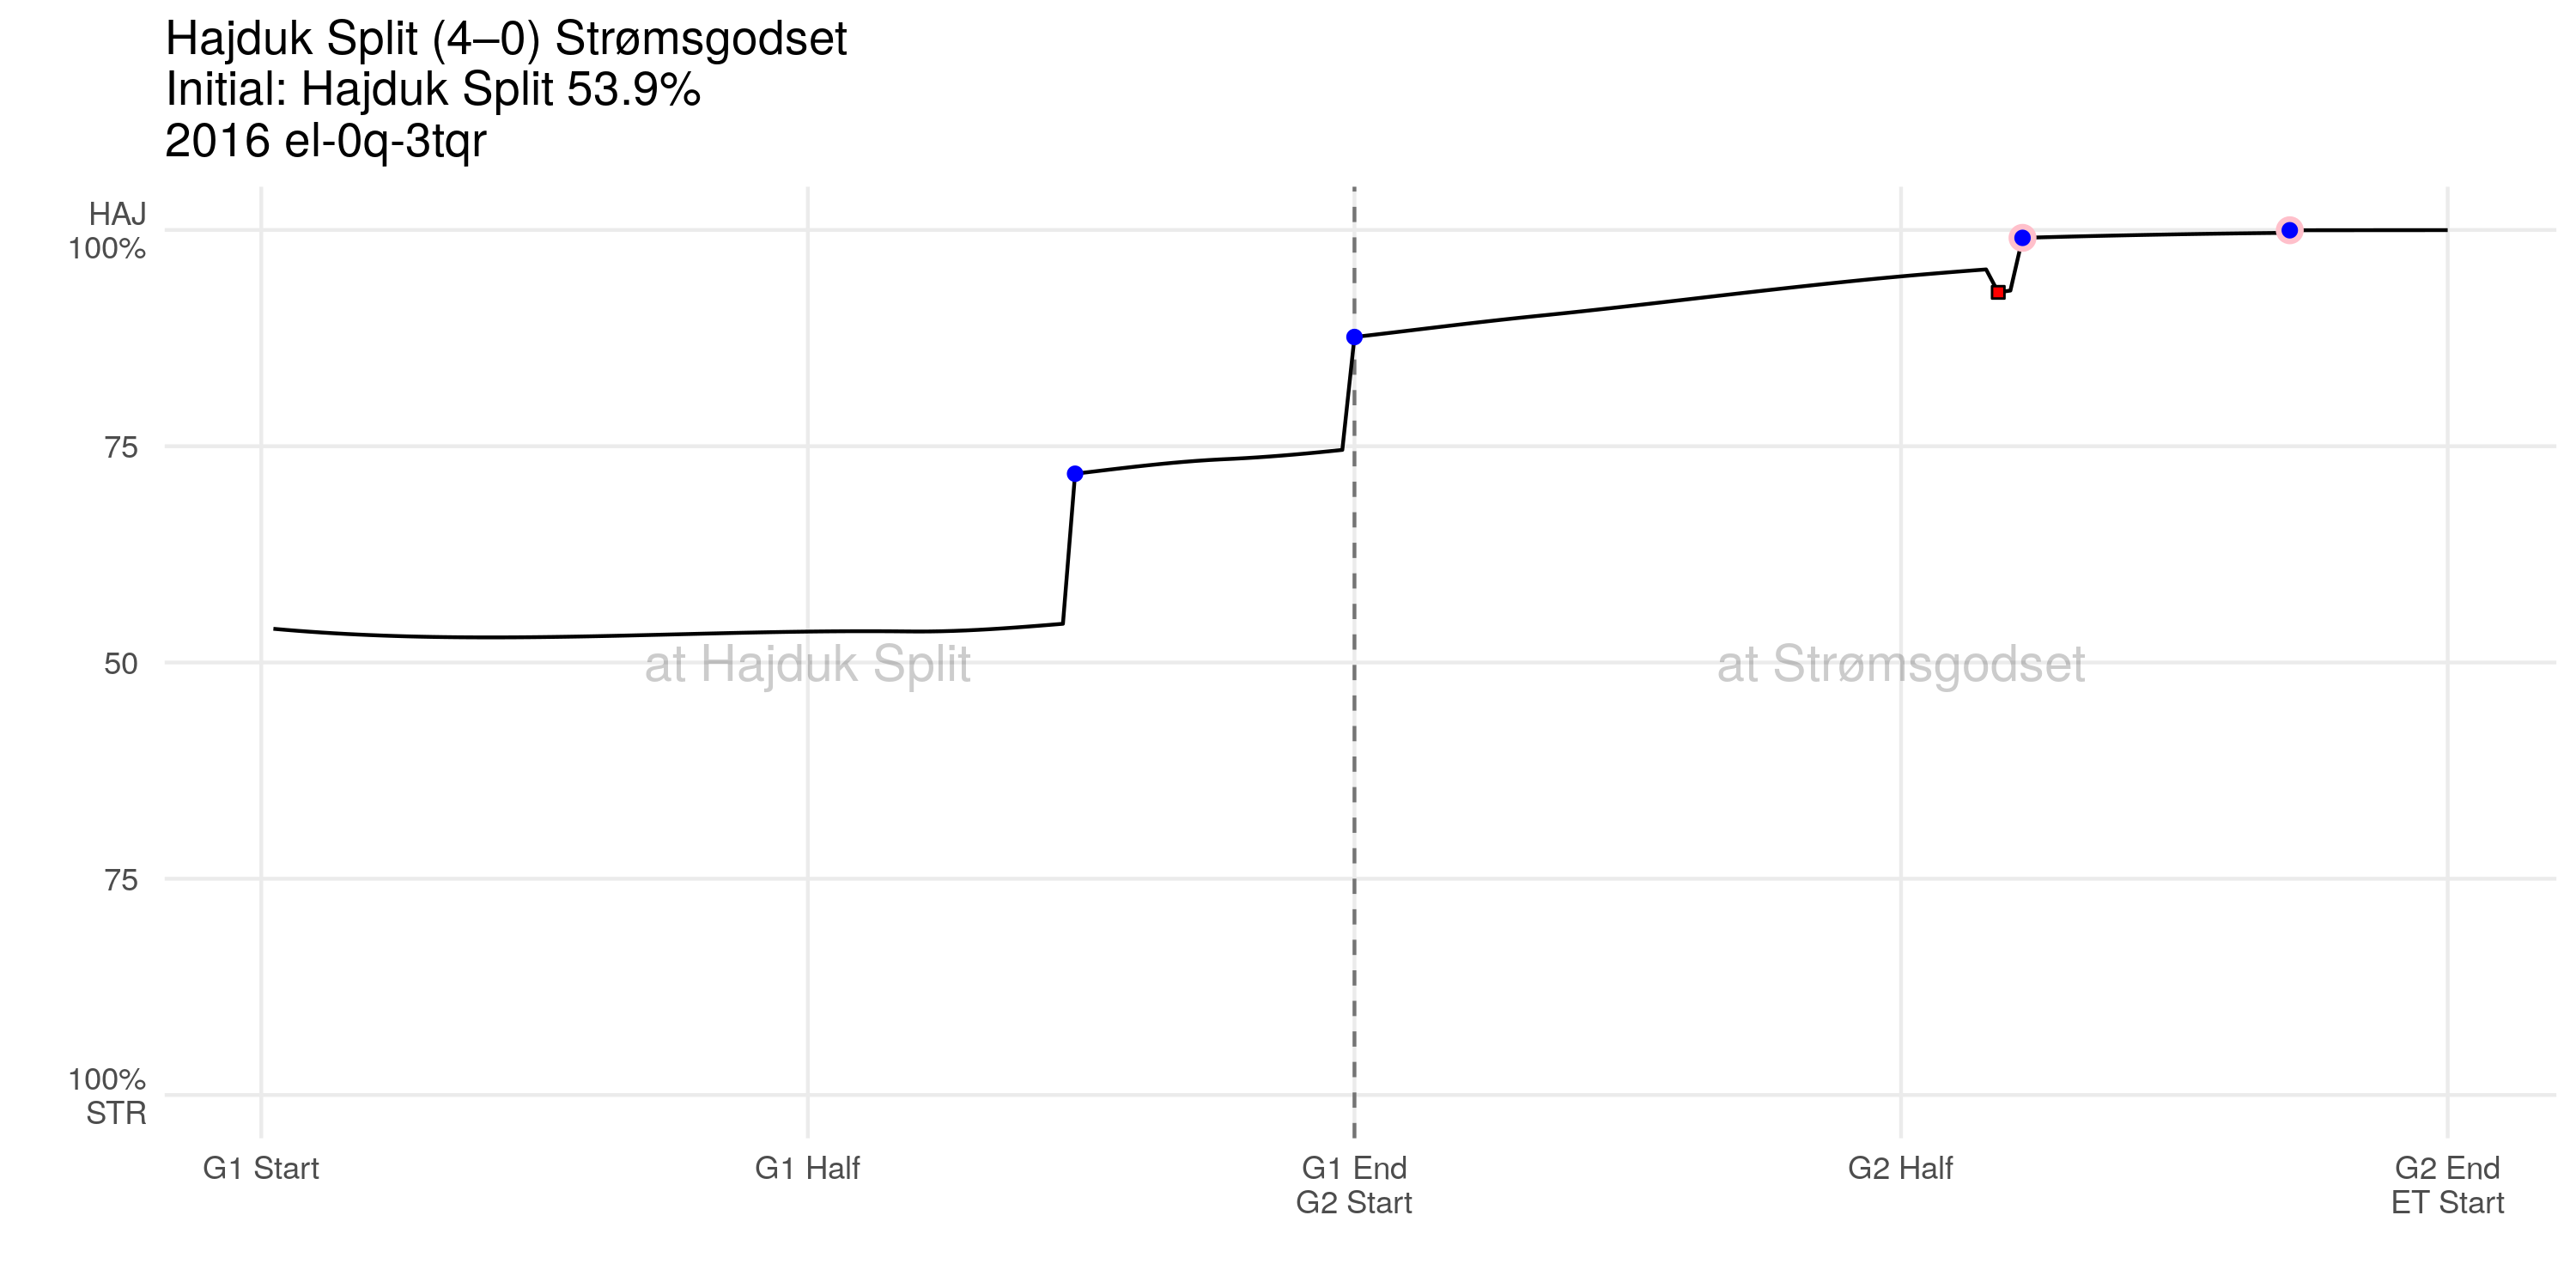 Hajduk Split (4–0) Strømsgodset
Initial: Hajduk Split 53.9%
2016 el-0q-3tqr
HAJ
100%
75
50
75
100%
STR
at Hajduk Split
at Strømsgodset
G1 Start
G1 Half
G1 End
G2 Start
G2 Half
G2 End
ET Start